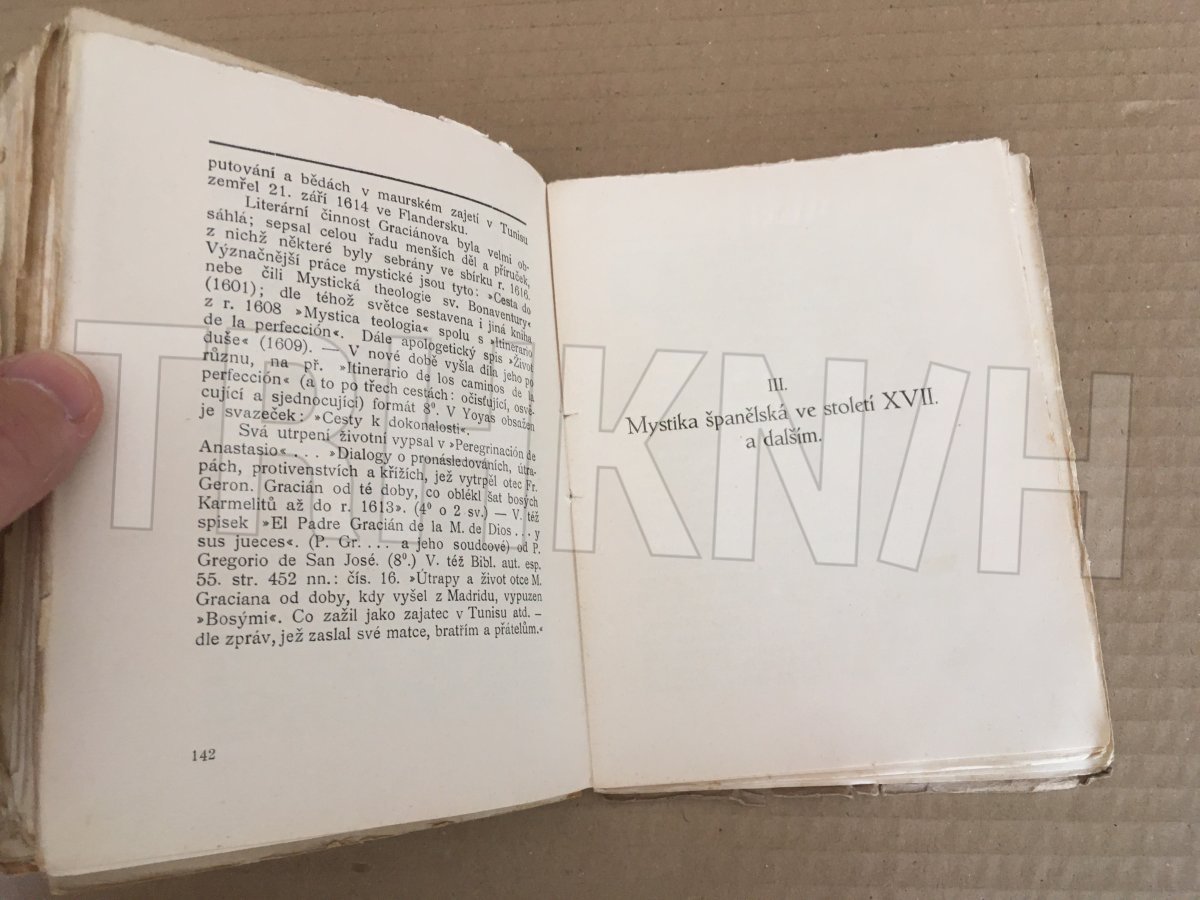 putování a bědách v maurském zajetí v Tunisu
zemřel 21. září 1614 ve Flandersku.
Literární činnost Graciánova byla velmi ob-
sáhlá; sepsal celou řadu menších děl a příruček,
z nichž některé byly sebrány ve sbírku r. 1616.
Význačnější práce mystické jsou tyto: »Cesta do
nebe čili Mystická theologie sv. Bonaventury«
(1601); dle téhož světce sestavena i jiná kniha
z r. 1608 »Mystica teologia« spolu s »Itinerario
de la perfección«. Dále apologetický spis »Život
duše« (1609). — V nové době vyšla díla jeho po
různu, na př. »Itinerario de los caminos de la
perfección« (a to po třech cestách: očisťující, osvě-
cující a sjednocující) formát 8⁰. V Yoyas obsažen
je svazeček: »Cesty k dokonalosti«.
Svá utrpení životní vypsal v »Peregrinación de
Anastasio« . . . »Dialogy o pronásledováních, útra-
pách, protivenstvích a křížích, jež vytrpěl otec Fr.
Geron. Gracián od té doby, co oblékl šat bosých
Karmelitů až do r. 1613». (4⁰ o 2 sv.) — V. též
spisek »El Padre Gracián de la M. de Dios . . . y
sus jueces«. (P. Gr. . . . a jeho soudcové) od P.
Gregorio de San José. (8⁰.) V. též Bibl. aut. esp.
55. str. 452 nn.: čís. 16. »Útrapy a život otce M.
Graciana od doby, kdy vyšel z Madridu, vypuzen
»Bosými«. Co zažil jako zajatec v Tunisu atd. –
dle zpráv, jež zaslal své matce, bratřím a přátelům.«
142
III.
Mystika španělská ve století XVII.
a dalším.
TRHKN/H